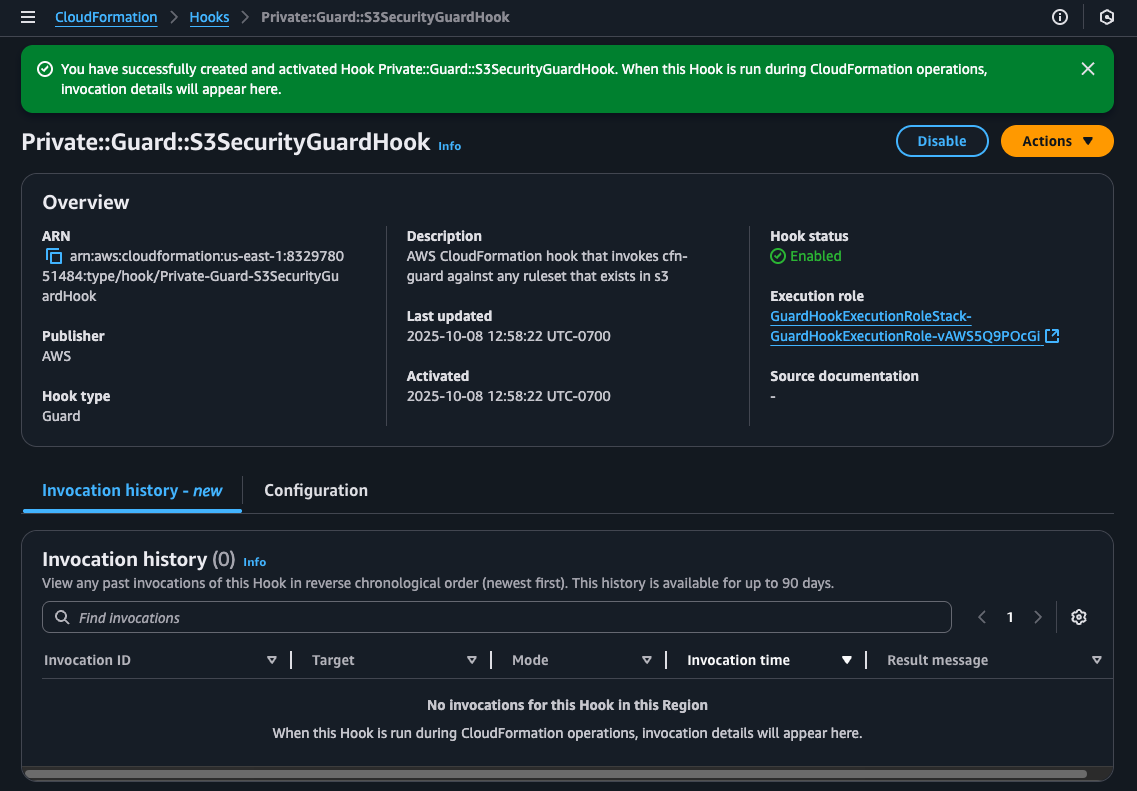 CloudFormation > Hooks > Private::Guard::S3SecurityGuardHook
You have successfully created and activated Hook Private::Guard::S3SecurityGuardHook. When this Hook is run during CloudFormation operations,
invocation details will appear here.
Private::Guard::S3SecurityGuardHook Info
Disable
Actions
Overview
ARN
arn:aws:cloudformation:us-east-1:8329780
51484:type/hook/Private-Guard-S3SecurityGu
ardHook
Publisher
AWS
Hook type
Guard
Description
AWS CloudFormation hook that invokes cfn-
guard against any ruleset that exists in s3
Last updated
2025-10-08 12:58:22 UTC-0700
Activated
2025-10-08 12:58:22 UTC-0700
Hook status
Enabled
Execution role
GuardHookExecutionRoleStack-
GuardHookExecutionRole-vAWS5Q9POcGi
Source documentation
-
Invocation history - new
Configuration
Invocation history (0) Info
View any past invocations of this Hook in reverse chronological order (newest first). This history is available for up to 90 days.
Find invocations
1
Invocation ID
Target
Mode
Invocation time
Result message
No invocations for this Hook in this Region
When this Hook is run during CloudFormation operations, invocation details will appear here.